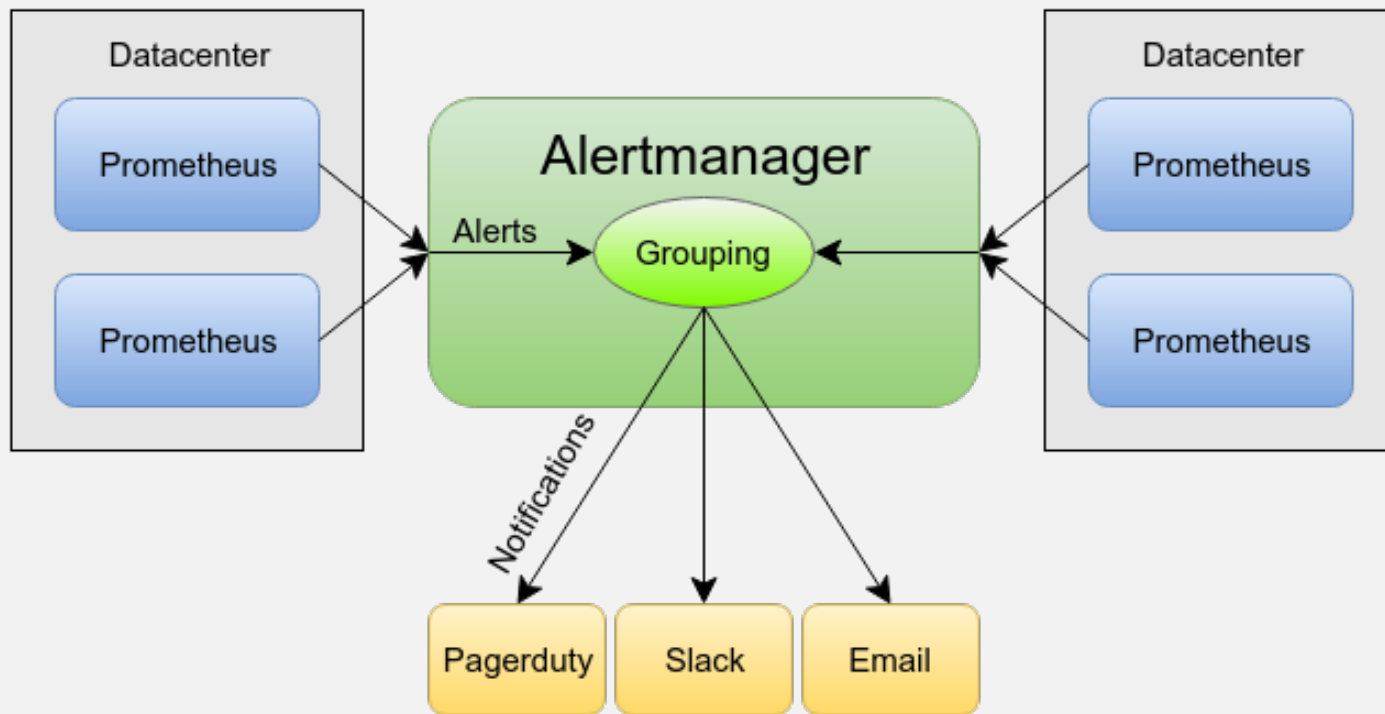 Datacenter
Prometheus
Prometheus
Alertmanager
Alerts
Grouping
Datacenter
Prometheus
Prometheus
Notifications
Pagerduty
Slack
Email